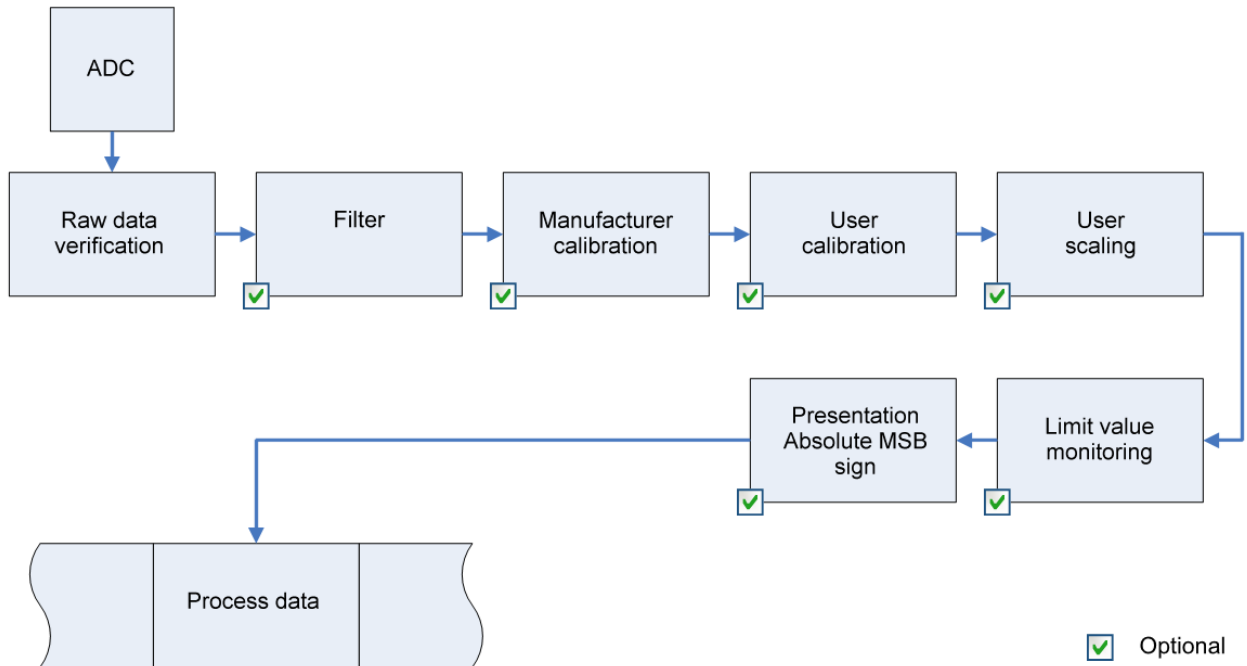 ADC
Raw data
verification
Filter
Manufacturer
calibration
User
calibration
User
scaling
Limit value
monitoring
Presentation
Absolute MSB
sign
Process data
Optional